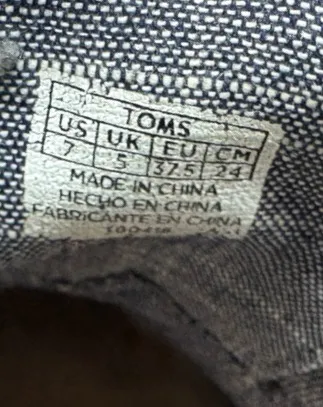 TOMS
US UK EU CM
7 5 37.5 24
MADE IN CHINA
HECHO EN CHINA
FABRICANTE EN CHINA